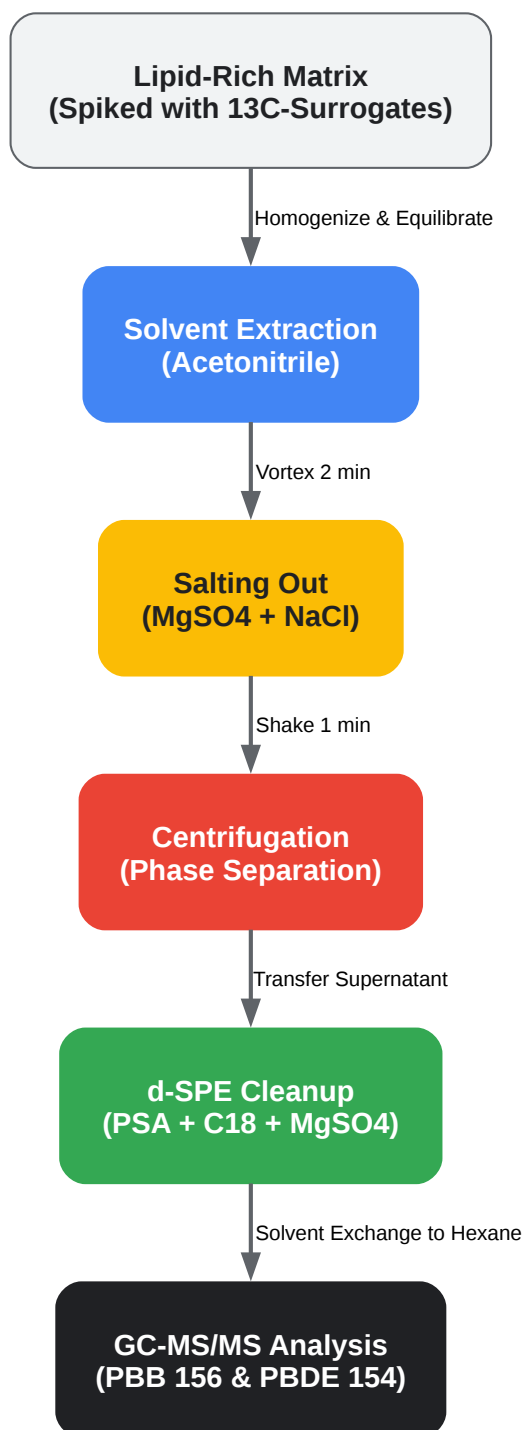 Lipid-Rich Matrix
(Spiked with 13C-Surrogates)
Homogenize & Equilibrate
Solvent Extraction
(Acetonitrile)
Vortex 2 min
Salting Out
(MgSO4 + NaCl)
Shake 1 min
Centrifugation
(Phase Separation)
Transfer Supernatant
d-SPE Cleanup
(PSA + C18 + MgSO4)
Solvent Exchange to Hexane
GC-MS/MS Analysis
(PBB 156 & PBDE 154)